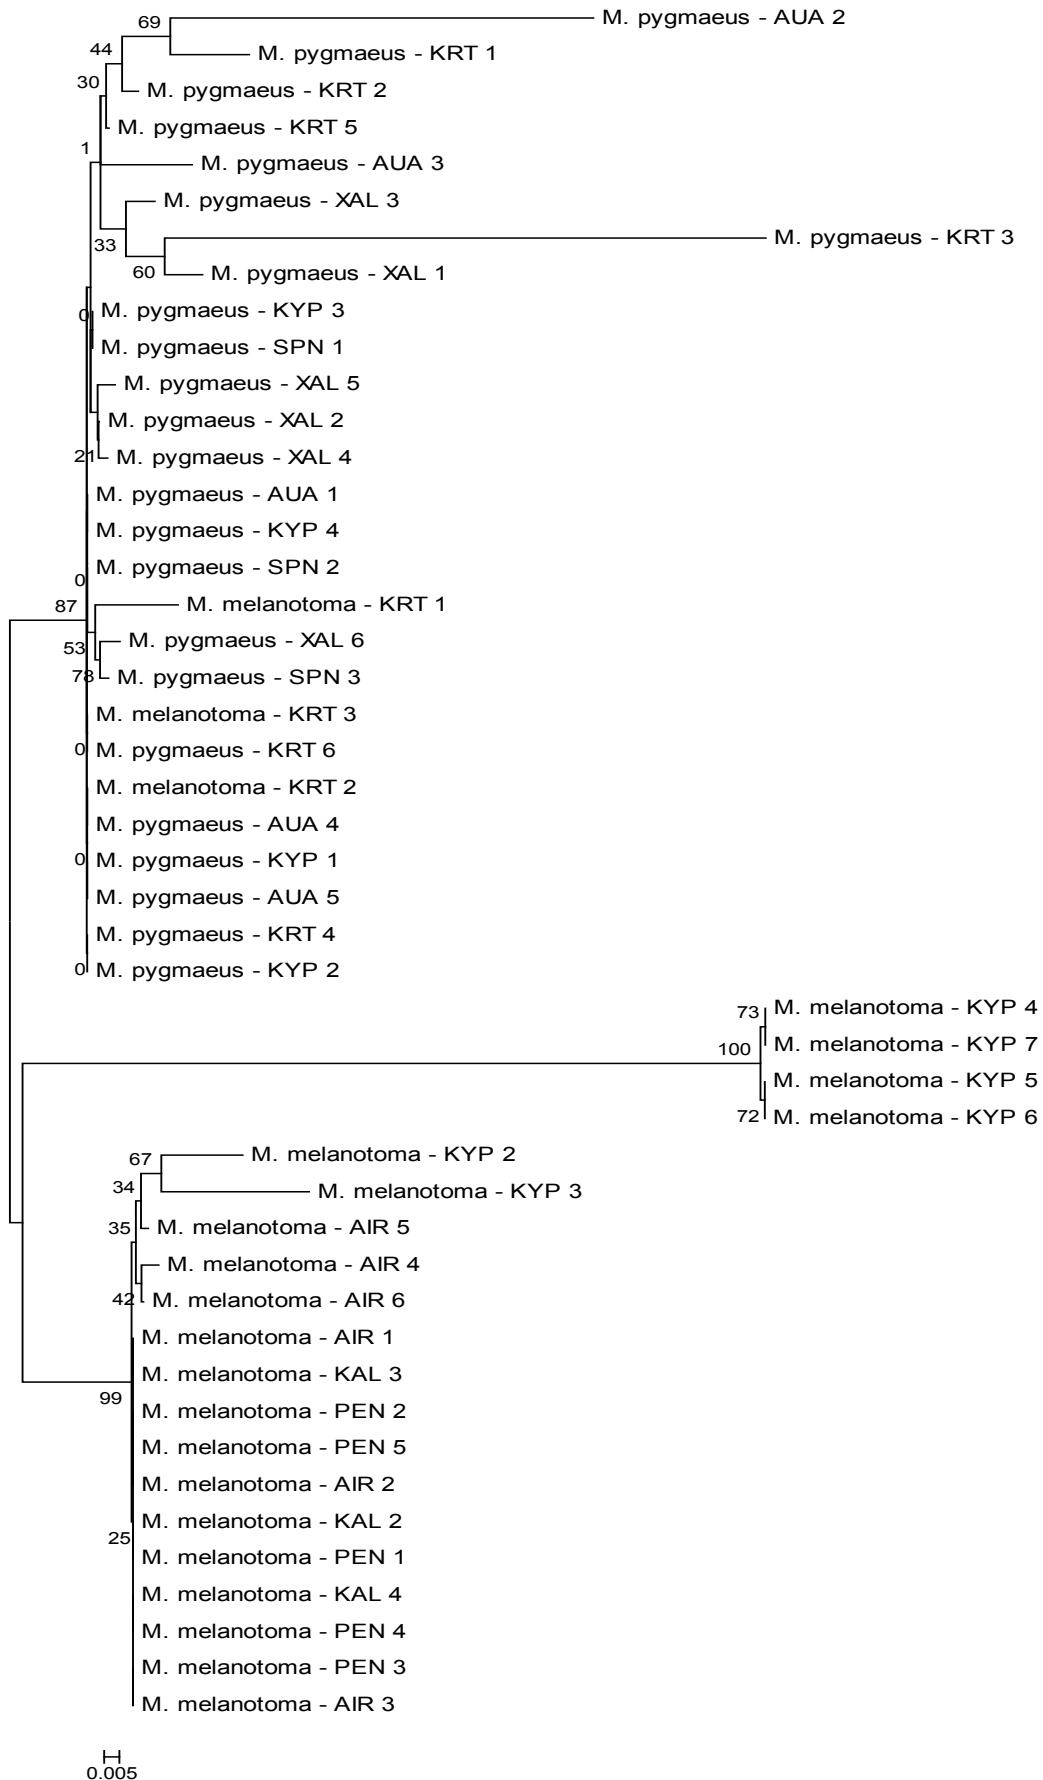 69
M. pygmaeus - AUA 2
M. pygmaeus - KRT 1
44
M. pygmaeus - KRT 2
30
M. pygmaeus - KRT 5
1
M. pygmaeus - AUA 3
M. pygmaeus - XAL 3
33
M. pygmaeus - KRT 3
60
M. pygmaeus - XAL 1
0
M. pygmaeus - KYP 3
M. pygmaeus - SPN 1
M. pygmaeus - XAL 5
M. pygmaeus - XAL 2
21
M. pygmaeus - XAL 4
M. pygmaeus - AUA 1
M. pygmaeus - KYP 4
M. pygmaeus - SPN 2
0
87
M. melanotoma - KRT 1
M. pygmaeus - XAL 6
53
78
M. pygmaeus - SPN 3
M. melanotoma - KRT 3
0
M. pygmaeus - KRT 6
M. melanotoma - KRT 2
M. pygmaeus - AUA 4
0
M. pygmaeus - KYP 1
M. pygmaeus - AUA 5
M. pygmaeus - KRT 4
0
M. pygmaeus - KYP 2
73
M. melanotoma - KYP 4
100
M. melanotoma - KYP 7
M. melanotoma - KYP 5
72
M. melanotoma - KYP 6
67
M. melanotoma - KYP 2
34
M. melanotoma - KYP 3
35
M. melanotoma - AIR 5
M. melanotoma - AIR 4
42
M. melanotoma - AIR 6
M. melanotoma - AIR 1
M. melanotoma - KAL 3
99
M. melanotoma - PEN 2
M. melanotoma - PEN 5
M. melanotoma - AIR 2
M. melanotoma - KAL 2
25
M. melanotoma - PEN 1
M. melanotoma - KAL 4
M. melanotoma - PEN 4
M. melanotoma - PEN 3
M. melanotoma - AIR 3
0.005